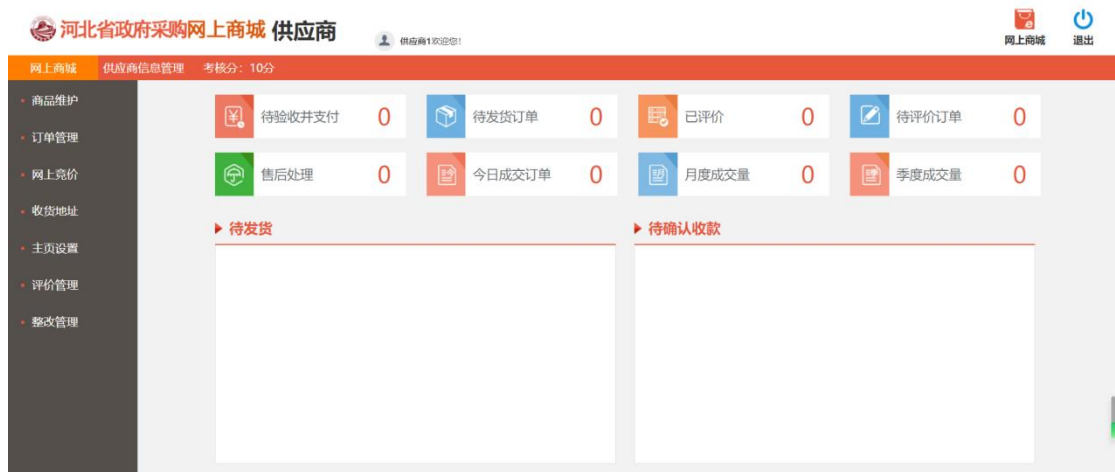 河北省政府采购网上商城 供应商
供应商1欢迎您!
网上商城
退出
网上商城 供应商信息管理 考核分：10分
商品维护
订单管理
网上竞价
收货地址
主页设置
评价管理
整改管理
待验收并支付 0
待发货订单 0
已评价 0
待评价订单 0
售后处理 0
今日成交订单 0
月度成交量 0
季度成交量 0
待发货
待确认收款